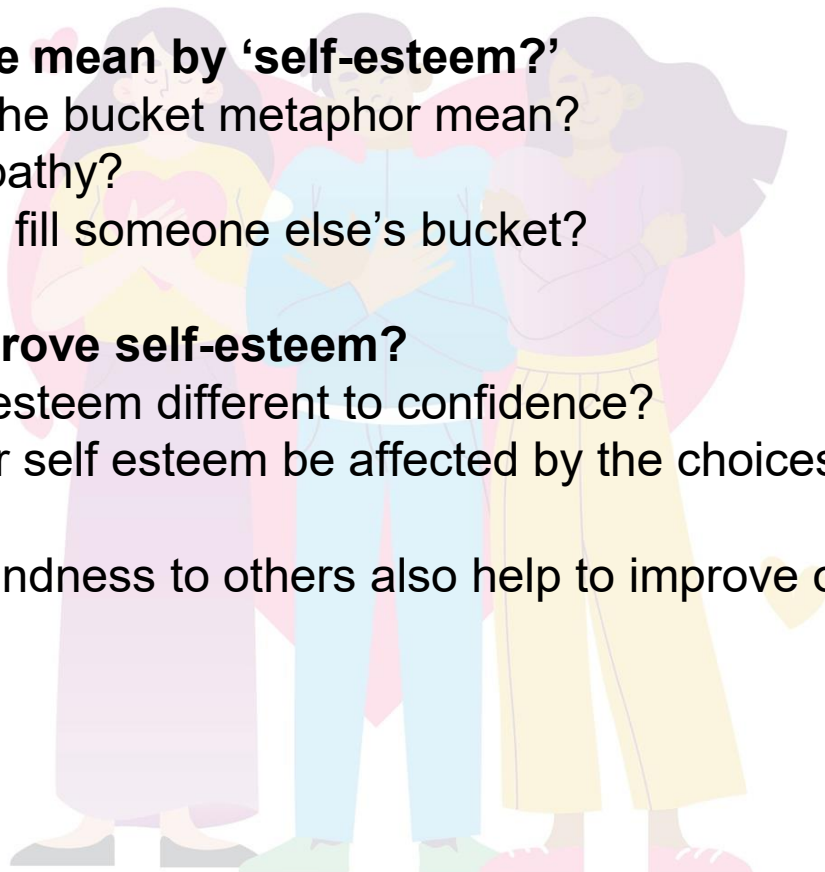 e mean by ‘self-esteem?’
he bucket metaphor mean?
pathy?
fill someone else’s bucket?
rove self-esteem?
esteem different to confidence?
r self esteem be affected by the choices
ndness to others also help to improve o